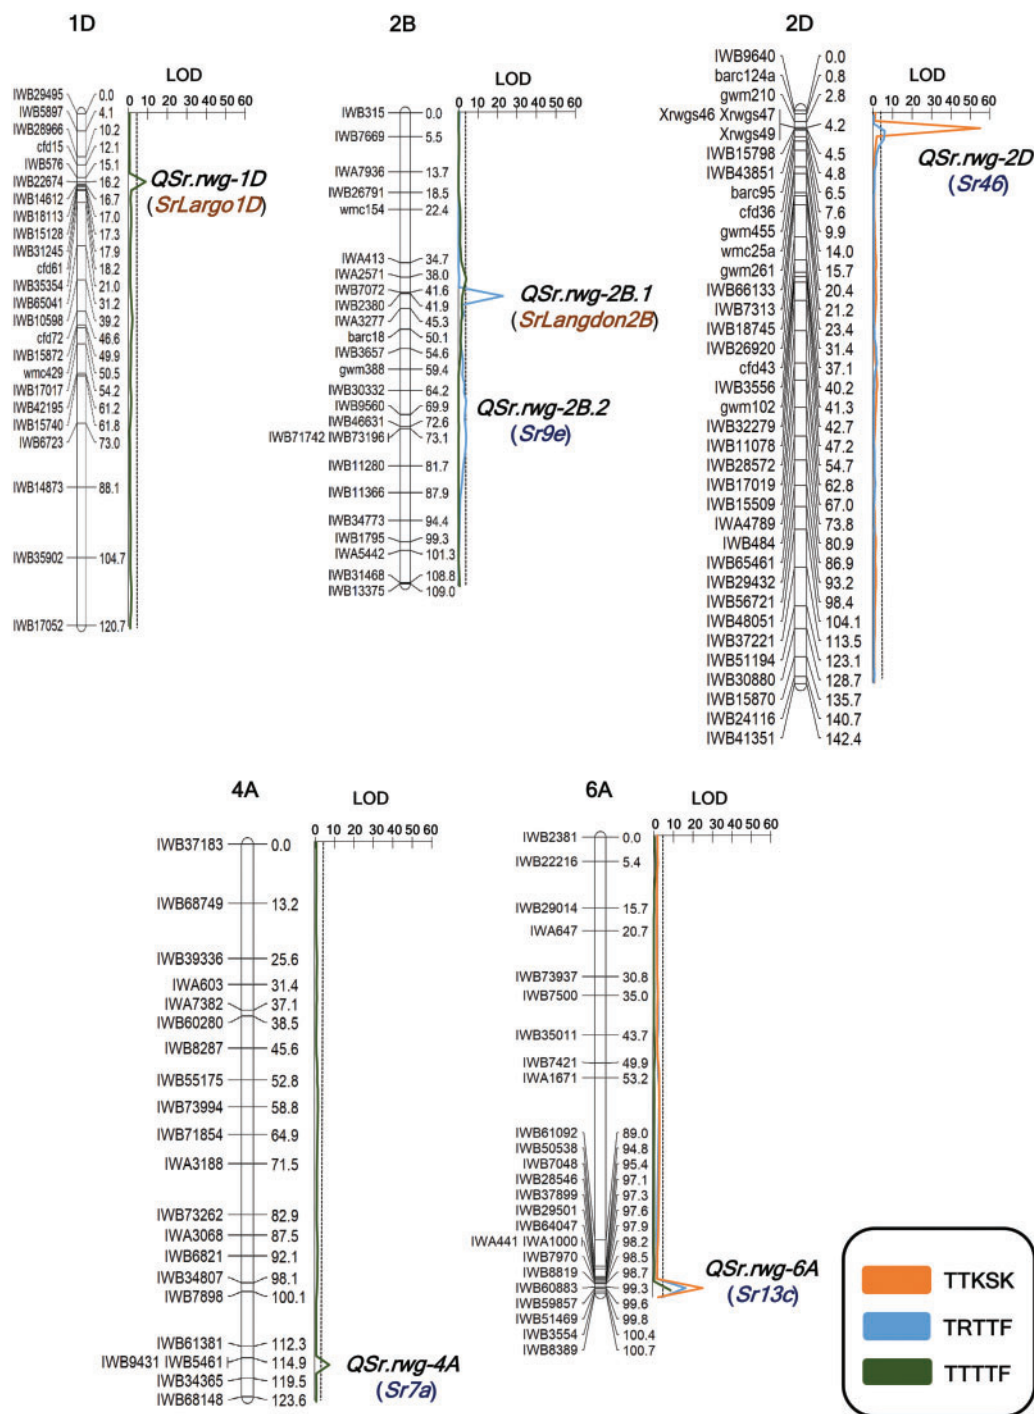 1D
LOD
0 10 20 30 40 50 60
IWB29495 0.0
IWB5897 4.1
IWB28966 10.2
cfd15 12.1
IWB576 15.1
IWB22674 16.2
IWB14612 16.7
IWB18113 17.0
IWB15128 17.3
IWB31245 17.9
cfd61 18.2
IWB35354 21.0
IWB65041 31.2
IWB10598 39.2
cfd72 46.6
IWB15872 49.9
wmc429 50.5
IWB17017 54.2
IWB42195 61.2
IWB15740 61.8
IWB6723 73.0
IWB14873 88.1
IWB35902 104.7
IWB17052 120.7
QSr.rwg-1D
(SrLargo1D)
2B
LOD
0 10 20 30 40 50 60
IWB315 0.0
IWB7669 5.5
IWA7936 13.7
IWB26791 18.5
wmc154 22.4
IWA413 34.7
IWA2571 38.0
IWB7072 41.6
IWB2380 41.9
IWA3277 45.3
barc18 50.1
IWB3657 54.6
gwm388 59.4
IWB30332 64.2
IWB9560 69.9
IWB46631 72.6
IWB71742 IWB73196 73.1
IWB11280 81.7
IWB11366 87.9
IWB34773 94.4
IWB1795 99.3
IWA5442 101.3
IWB31468 108.8
IWB13375 109.0
QSr.rwg-2B.1
(SrLangdon2B)
QSr.rwg-2B.2
(Sr9e)
2D
LOD
0 10 20 30 40 50 60
IWB9640 0.0
barc124a 0.8
gwm210 2.8
Xrwgs46 Xrwgs47
Xrwgs49 4.2
IWB15798 4.5
IWB43851 4.8
barc95 6.5
cfd36 7.6
gwm455 9.9
wmc25a 14.0
gwm261 15.7
IWB66133 20.4
IWB7313 21.2
IWB18745 23.4
IWB26920 31.4
cfd43 37.1
IWB3556 40.2
gwm102 41.3
IWB32279 42.7
IWB11078 47.2
IWB28572 54.7
IWB17019 62.8
IWB15509 67.0
IWA4789 73.8
IWB484 80.9
IWB65461 86.9
IWB29432 93.2
IWB56721 98.4
IWB48051 104.1
IWB37221 113.5
IWB51194 123.1
IWB30880 128.7
IWB15870 135.7
IWB24116 140.7
IWB41351 142.4
QSr.rwg-2D
(Sr46)
4A
LOD
0 10 20 30 40 50 60
IWB37183 0.0
IWB68749 13.2
IWB39336 25.6
IWA603 31.4
IWA7382 37.1
IWB60280 38.5
IWB8287 45.6
IWB55175 52.8
IWB73994 58.8
IWB71854 64.9
IWA3188 71.5
IWB73262 82.9
IWA3068 87.5
IWB6821 92.1
IWB34807 98.1
IWB7898 100.1
IWB61381 112.3
IWB9431 IWB5461 114.9
IWB34365 119.5
IWB68148 123.6
QSr.rwg-4A
(Sr7a)
6A
LOD
0 10 20 30 40 50 60
IWB2381 0.0
IWB22216 5.4
IWB29014 15.7
IWA647 20.7
IWB73937 30.8
IWB7500 35.0
IWB35011 43.7
IWB7421 49.9
IWA1671 53.2
IWB61092 89.0
IWB50538 94.8
IWB7048 95.4
IWB28546 97.1
IWB37899 97.3
IWB29501 97.6
IWB64047 97.9
IWA441 IWA1000 98.2
IWB7970 98.5
IWB8819 98.7
IWB60883 99.3
IWB59857 99.6
IWB51469 99.8
IWB3554 100.4
IWB8389 100.7
QSr.rwg-6A
(Sr13c)
TTKSK
TRTTF
TTTTF